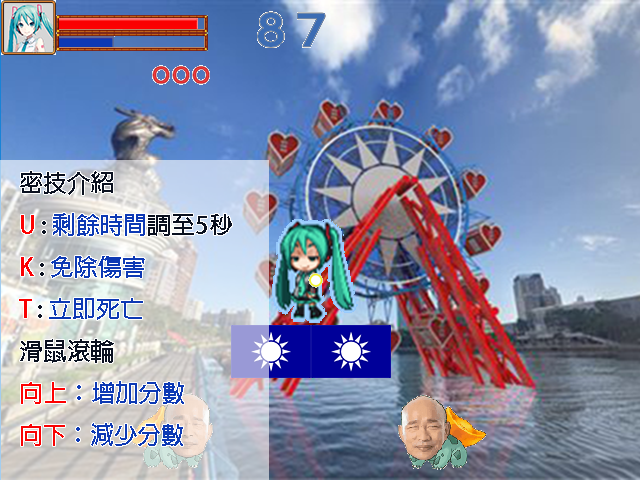 87
000
密技介紹
U:剩餘時間調至5秒
K:免除傷害
T:立即死亡
滑鼠滾輪
向上：增加分數
向下：減少分數